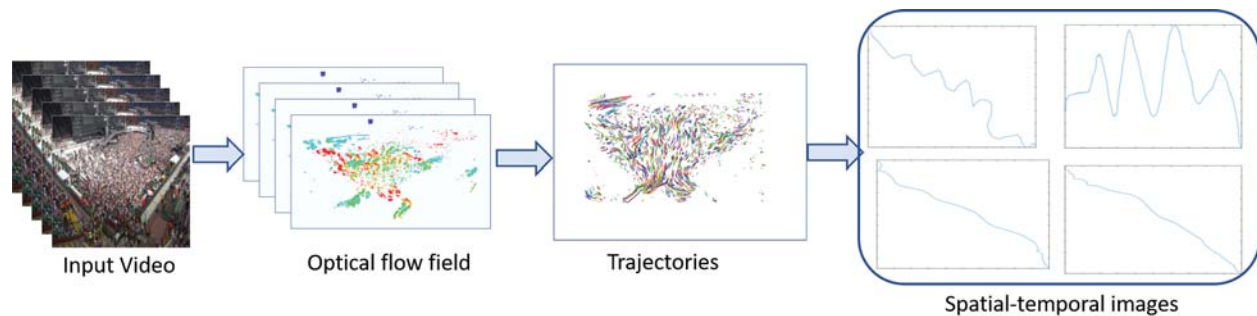 Input Video
Optical flow field
Trajectories
Spatial-temporal images